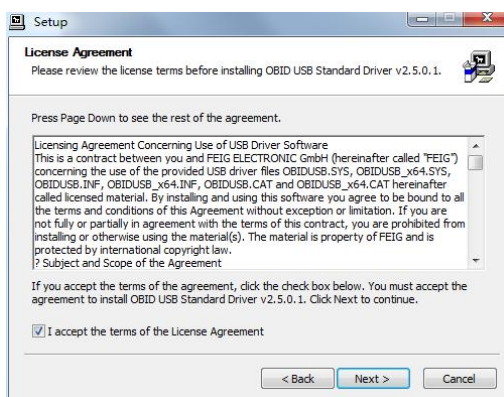 Setup
License Agreement
Please review the license terms before installing OBID USB Standard Driver v2.5.0.1.
Press Page Down to see the rest of the agreement.
Licensing Agreement Concerning Use of USB Driver Software
This is a contract between you and FEIG ELECTRONIC GmbH (hereinafter called "FEIG")
concerning the use of the provided USB driver files OBIDUSB.SYS, OBIDUSB_x64.SYS,
OBIDUSB.INF, OBIDUSB_x64.INF, OBIDUSB.CAT and OBIDUSB_x64.CAT hereinafter
called licensed material. By installing and using this software you agree to be bound to all
the terms and conditions of this Agreement without exception or limitation. If you are
not fully or partially in agreement with the terms of this contract, you are prohibited from
installing or otherwise using the material(s). The material is property of FEIG and is
protected by international copyright law.
? Subject and Scope of the Agreement
If you accept the terms of the agreement, click the check box below. You must accept the
agreement to install OBID USB Standard Driver v2.5.0.1. Click Next to continue.
I accept the terms of the License Agreement
< Back Next > Cancel